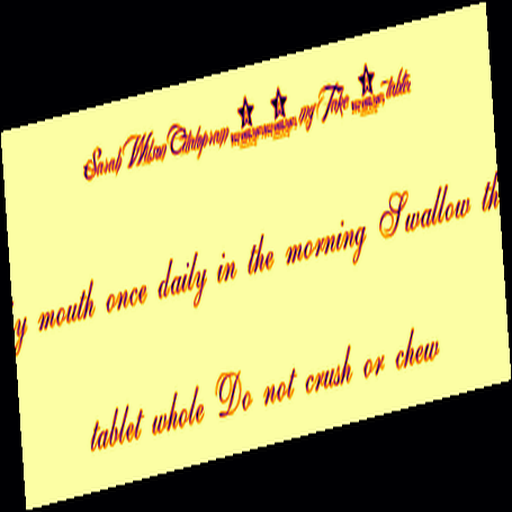 Sarah Wilson Citalopram mg Take tablet
y mouth once daily in the morning Swallow th
tablet whole Do not crush or chew